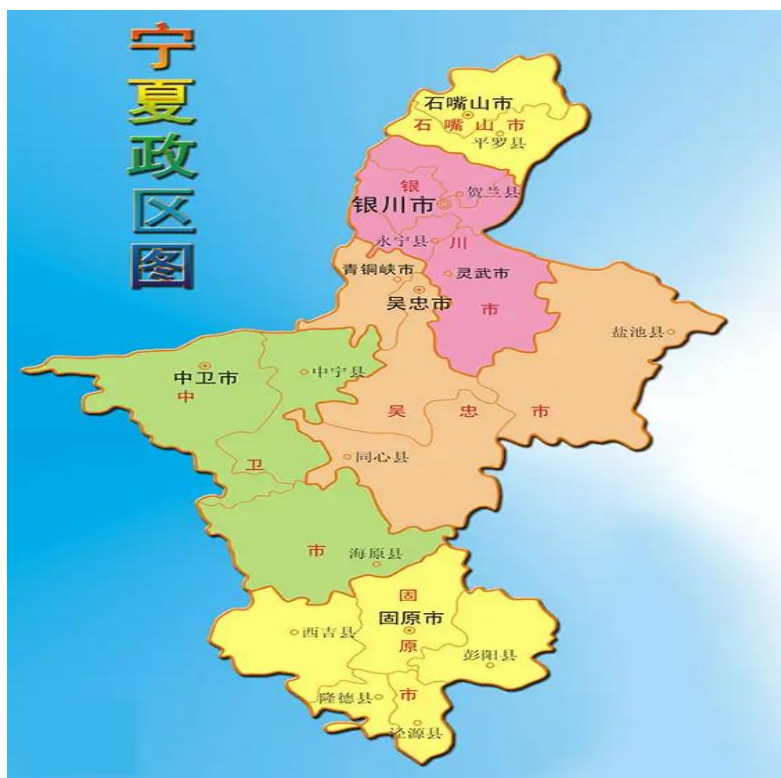 宁夏政区图
石嘴山市
石嘴山市
平罗县
银
贺兰县
银川市
永宁县
川
青铜峡市
灵武市
吴忠市
市
盐池县
中卫市
中宁县
中
吴
忠
市
卫
同心县
市
海原县
固
固原市
西吉县
原
彭阳县
隆德县
市
泾源县